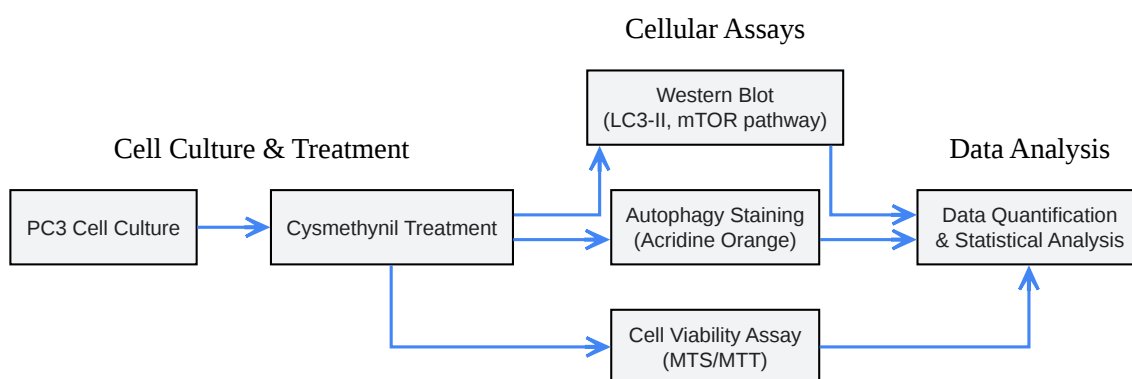 Cellular Assays
Western Blot
(LC3-II, mTOR pathway)
Cell Culture & Treatment
Data Analysis
PC3 Cell Culture
Cysmethynil Treatment
Autophagy Staining
(Acridine Orange)
Data Quantification
& Statistical Analysis
Cell Viability Assay
(MTS/MTT)